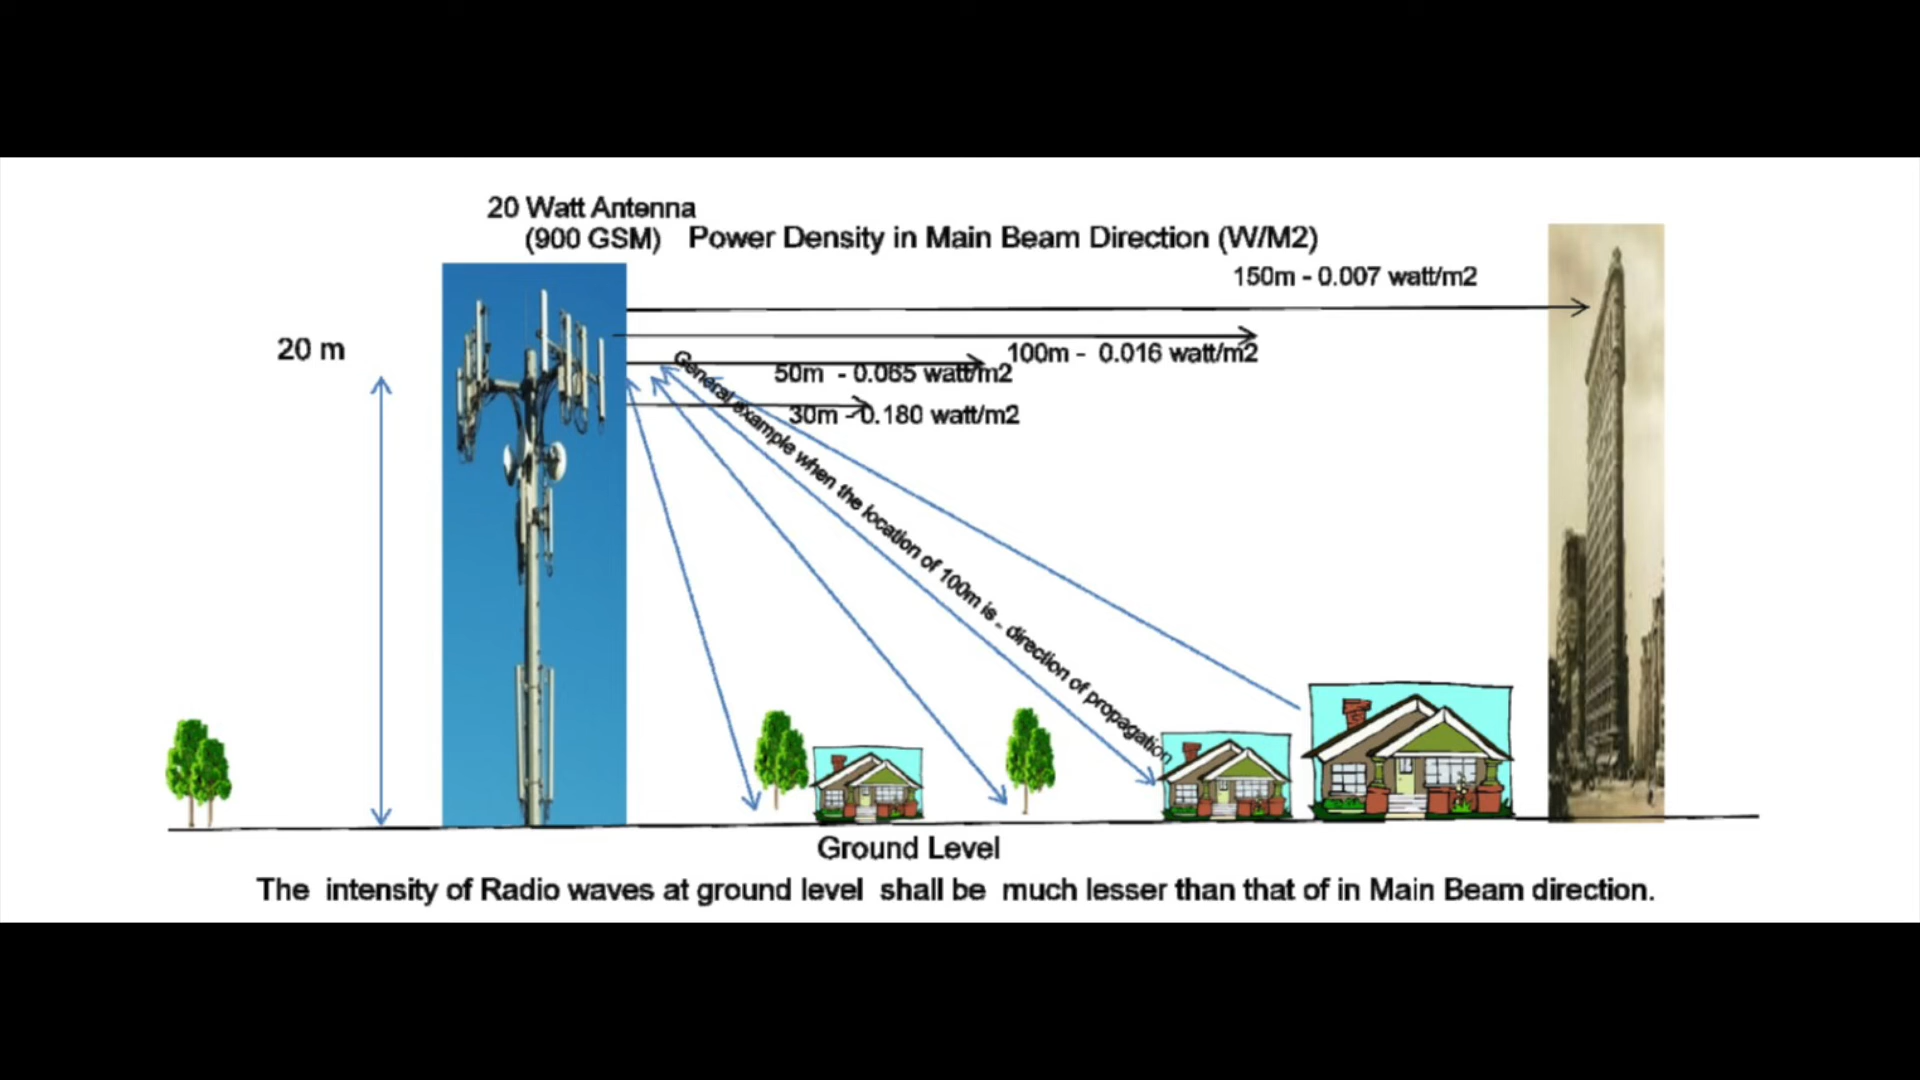 20 Watt Antenna
(900 GSM)
Power Density in Main Beam Direction (W/M2)
150m - 0.007 watt/m2
20 m
100m - 0.016 watt/m2
50m - 0.065 watt/m2
30m - 0.180 watt/m2
General example when the location of 100m is - direction of propagation
Ground Level
The intensity of Radio waves at ground level shall be much lesser than that of in Main Beam direction.